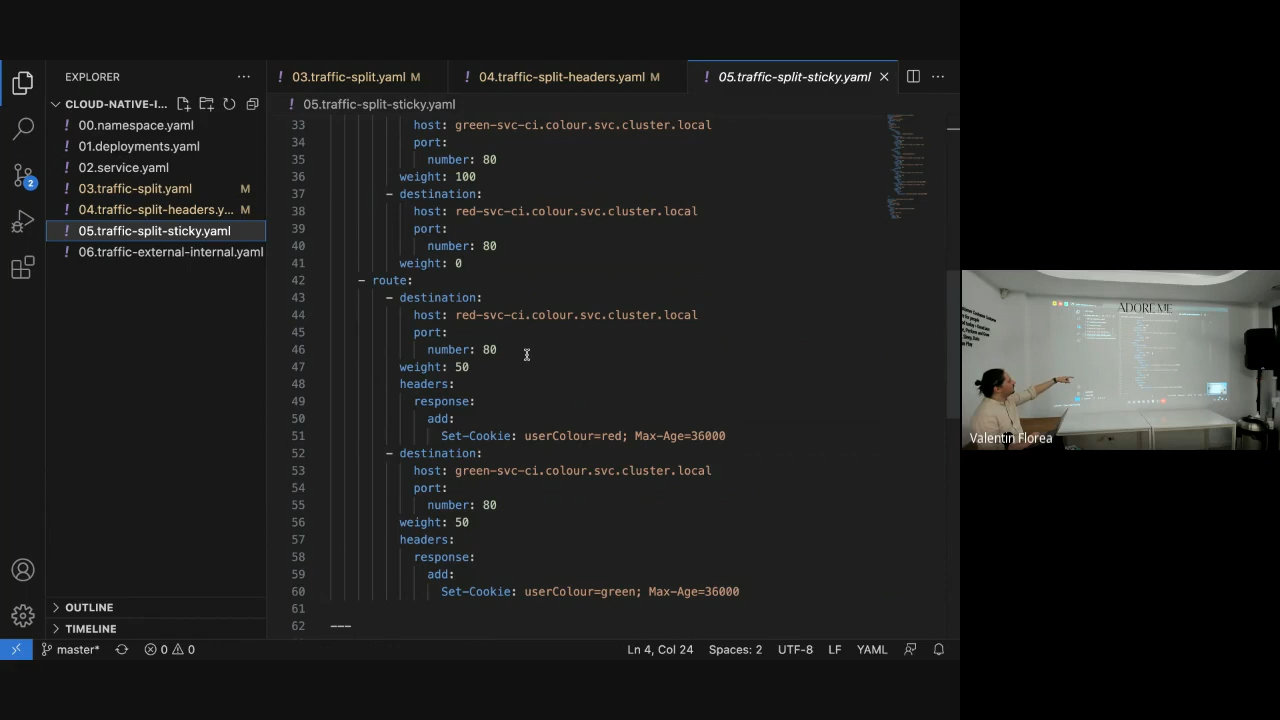 EXPLORER
CLOUD-NATIVE-I...
00.namespace.yaml
01.deployments.yaml
02.service.yaml
03.traffic-split.yaml M
04.traffic-split-headers.y... M
05.traffic-split-sticky.yaml
06.traffic-external-internal.yaml
OUTLINE
TIMELINE
2
03.traffic-split.yaml M
04.traffic-split-headers.yaml M
05.traffic-split-sticky.yaml
05.traffic-split-sticky.yaml
33 host: green-svc-ci.colour.svc.cluster.local
34 port:
35 number: 80
36 weight: 100
37 - destination:
38 host: red-svc-ci.colour.svc.cluster.local
39 port:
40 number: 80
41 weight: 0
42 - route:
43 - destination:
44 host: red-svc-ci.colour.svc.cluster.local
45 port:
46 number: 80
47 weight: 50
48 headers:
49 response:
50 add:
51 Set-Cookie: userColour=red; Max-Age=36000
52 - destination:
53 host: green-svc-ci.colour.svc.cluster.local
54 port:
55 number: 80
56 weight: 50
57 headers:
58 response:
59 add:
60 Set-Cookie: userColour=green; Max-Age=36000
61
62 ---
master* 0 0 Ln 4, Col 24 Spaces: 2 UTF-8 LF YAML
ADORE ME
Valentin Florea